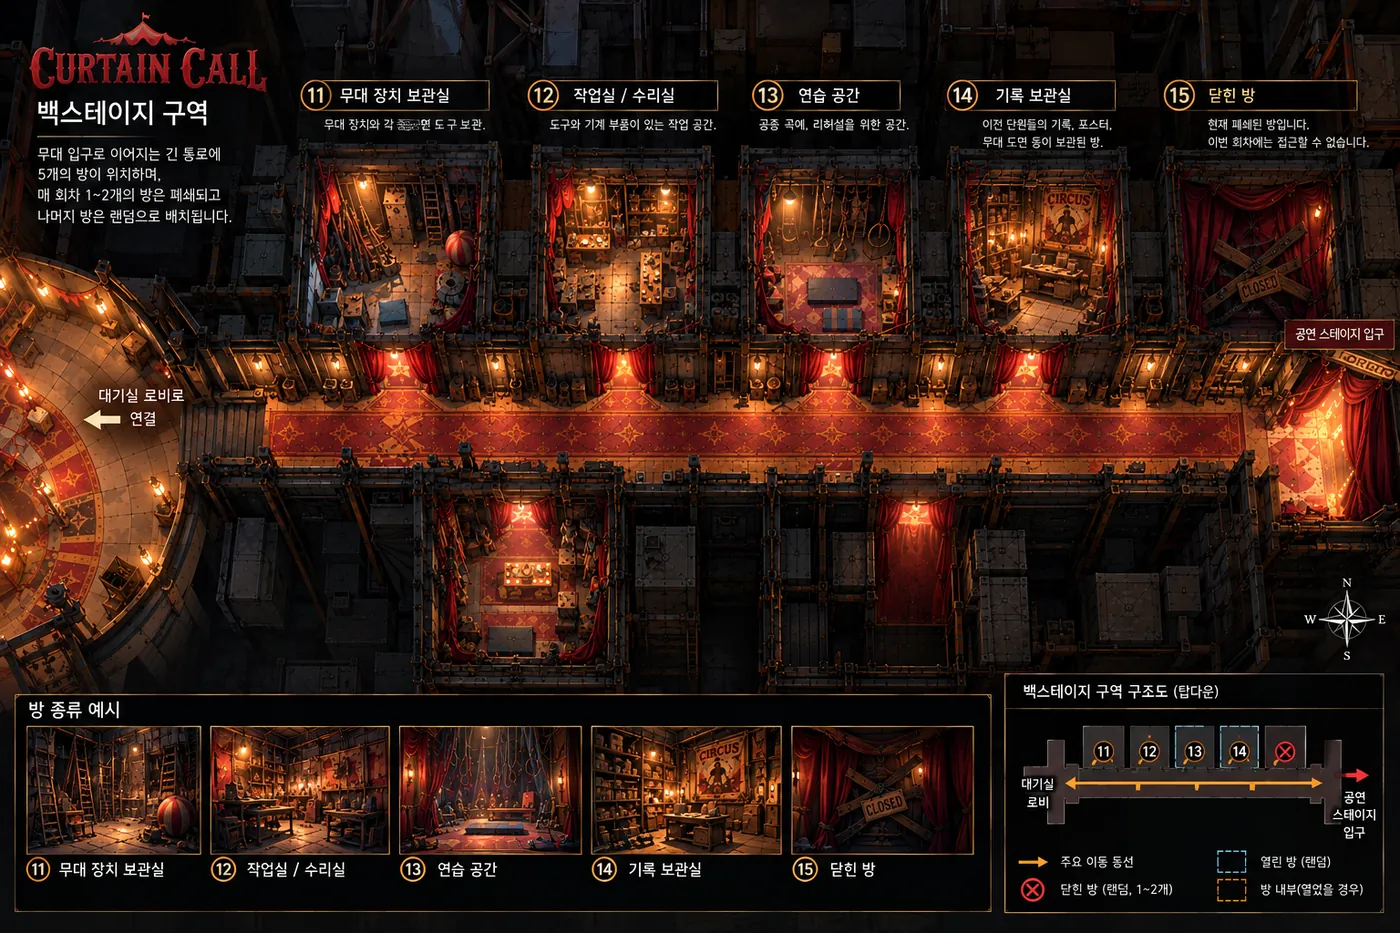 CURTAIN CALL
백스테이지 구역
무대 입구로 이어지는 긴 통로에
5개의 방이 위치하며,
매 회차 1~2개의 방은 폐쇄되고
나머지 방은 랜덤으로 배치됩니다.
11 무대 장치 보관실
무대 장치와 각 도구 보관.
12 작업실 / 수리실
도구와 기계 부품이 있는 작업 공간.
13 연습 공간
공중 곡예, 리허설을 위한 공간.
14 기록 보관실
이전 단원들의 기록, 포스터,
무대 도면 등이 보관된 방.
15 닫힌 방
현재 폐쇄된 방입니다.
이번 회차에는 접근할 수 없습니다.
CIRCUS
CLOSED
공연 스테이지 입구
대기실 로비로
연결
N
W E
S
방 종류 예시
CIRCUS
CLOSED
11 무대 장치 보관실
12 작업실 / 수리실
13 연습 공간
14 기록 보관실
15 닫힌 방
백스테이지 구역 구조도 (탑다운)
11 12 13 14
대기실
로비
공연
스테이지
입구
주요 이동 동선
열린 방 (랜덤)
닫힌 방 (랜덤, 1~2개)
방 내부(열었을 경우)